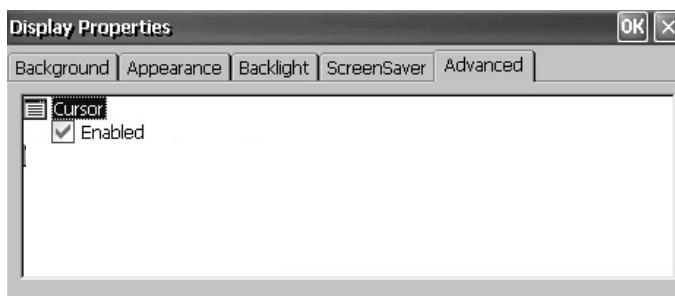 Display Properties OK
Background Appearance Backlight ScreenSaver Advanced
Cursor
Enabled